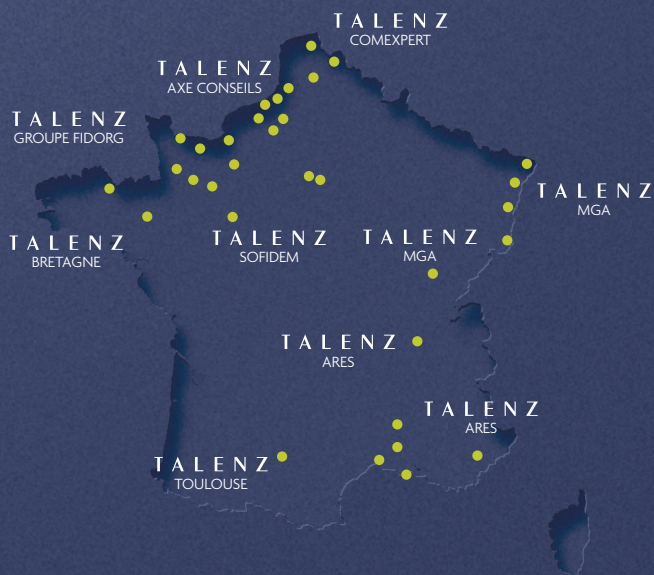 TALENZ
COMEXPERT
TALENZ
AXE CONSEILS
TALENZ
GROUPE FIDORG
TALENZ
MGA
TALENZ
BRETAGNE
TALENZ
SOFIDEM
TALENZ
MGA
TALENZ
ARES
TALENZ
ARES
TALENZ
TOULOUSE